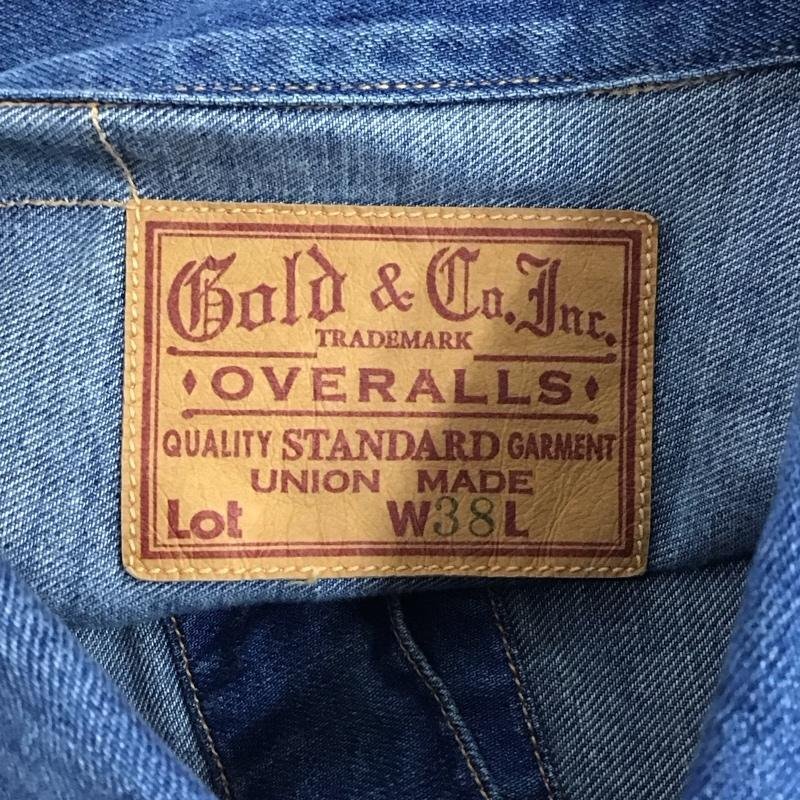 Gold & Co. Inc.
TRADEMARK
OVERALLS
QUALITY STANDARD GARMENT
UNION MADE
Lot W38L